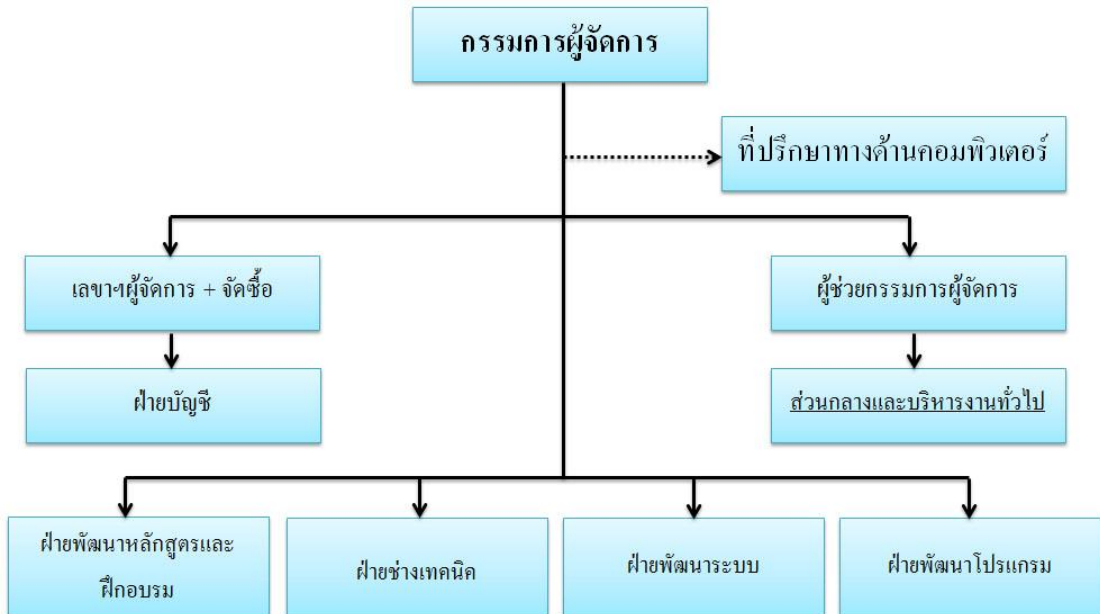 กรรมการผู้จัดการ
ที่ปรึกษาทางด้านคอมพิวเตอร์
เลขาฯผู้จัดการ + จัดซื้อ
ผู้ช่วยกรรมการผู้จัดการ
ฝ่ายบัญชี
ส่วนกลางและบริหารงานทั่วไป
ฝ่ายพัฒนาหลักสูตรและ
ฝึกอบรม
ฝ่ายช่างเทคนิค
ฝ่ายพัฒนาระบบ
ฝ่ายพัฒนาโปรแกรม